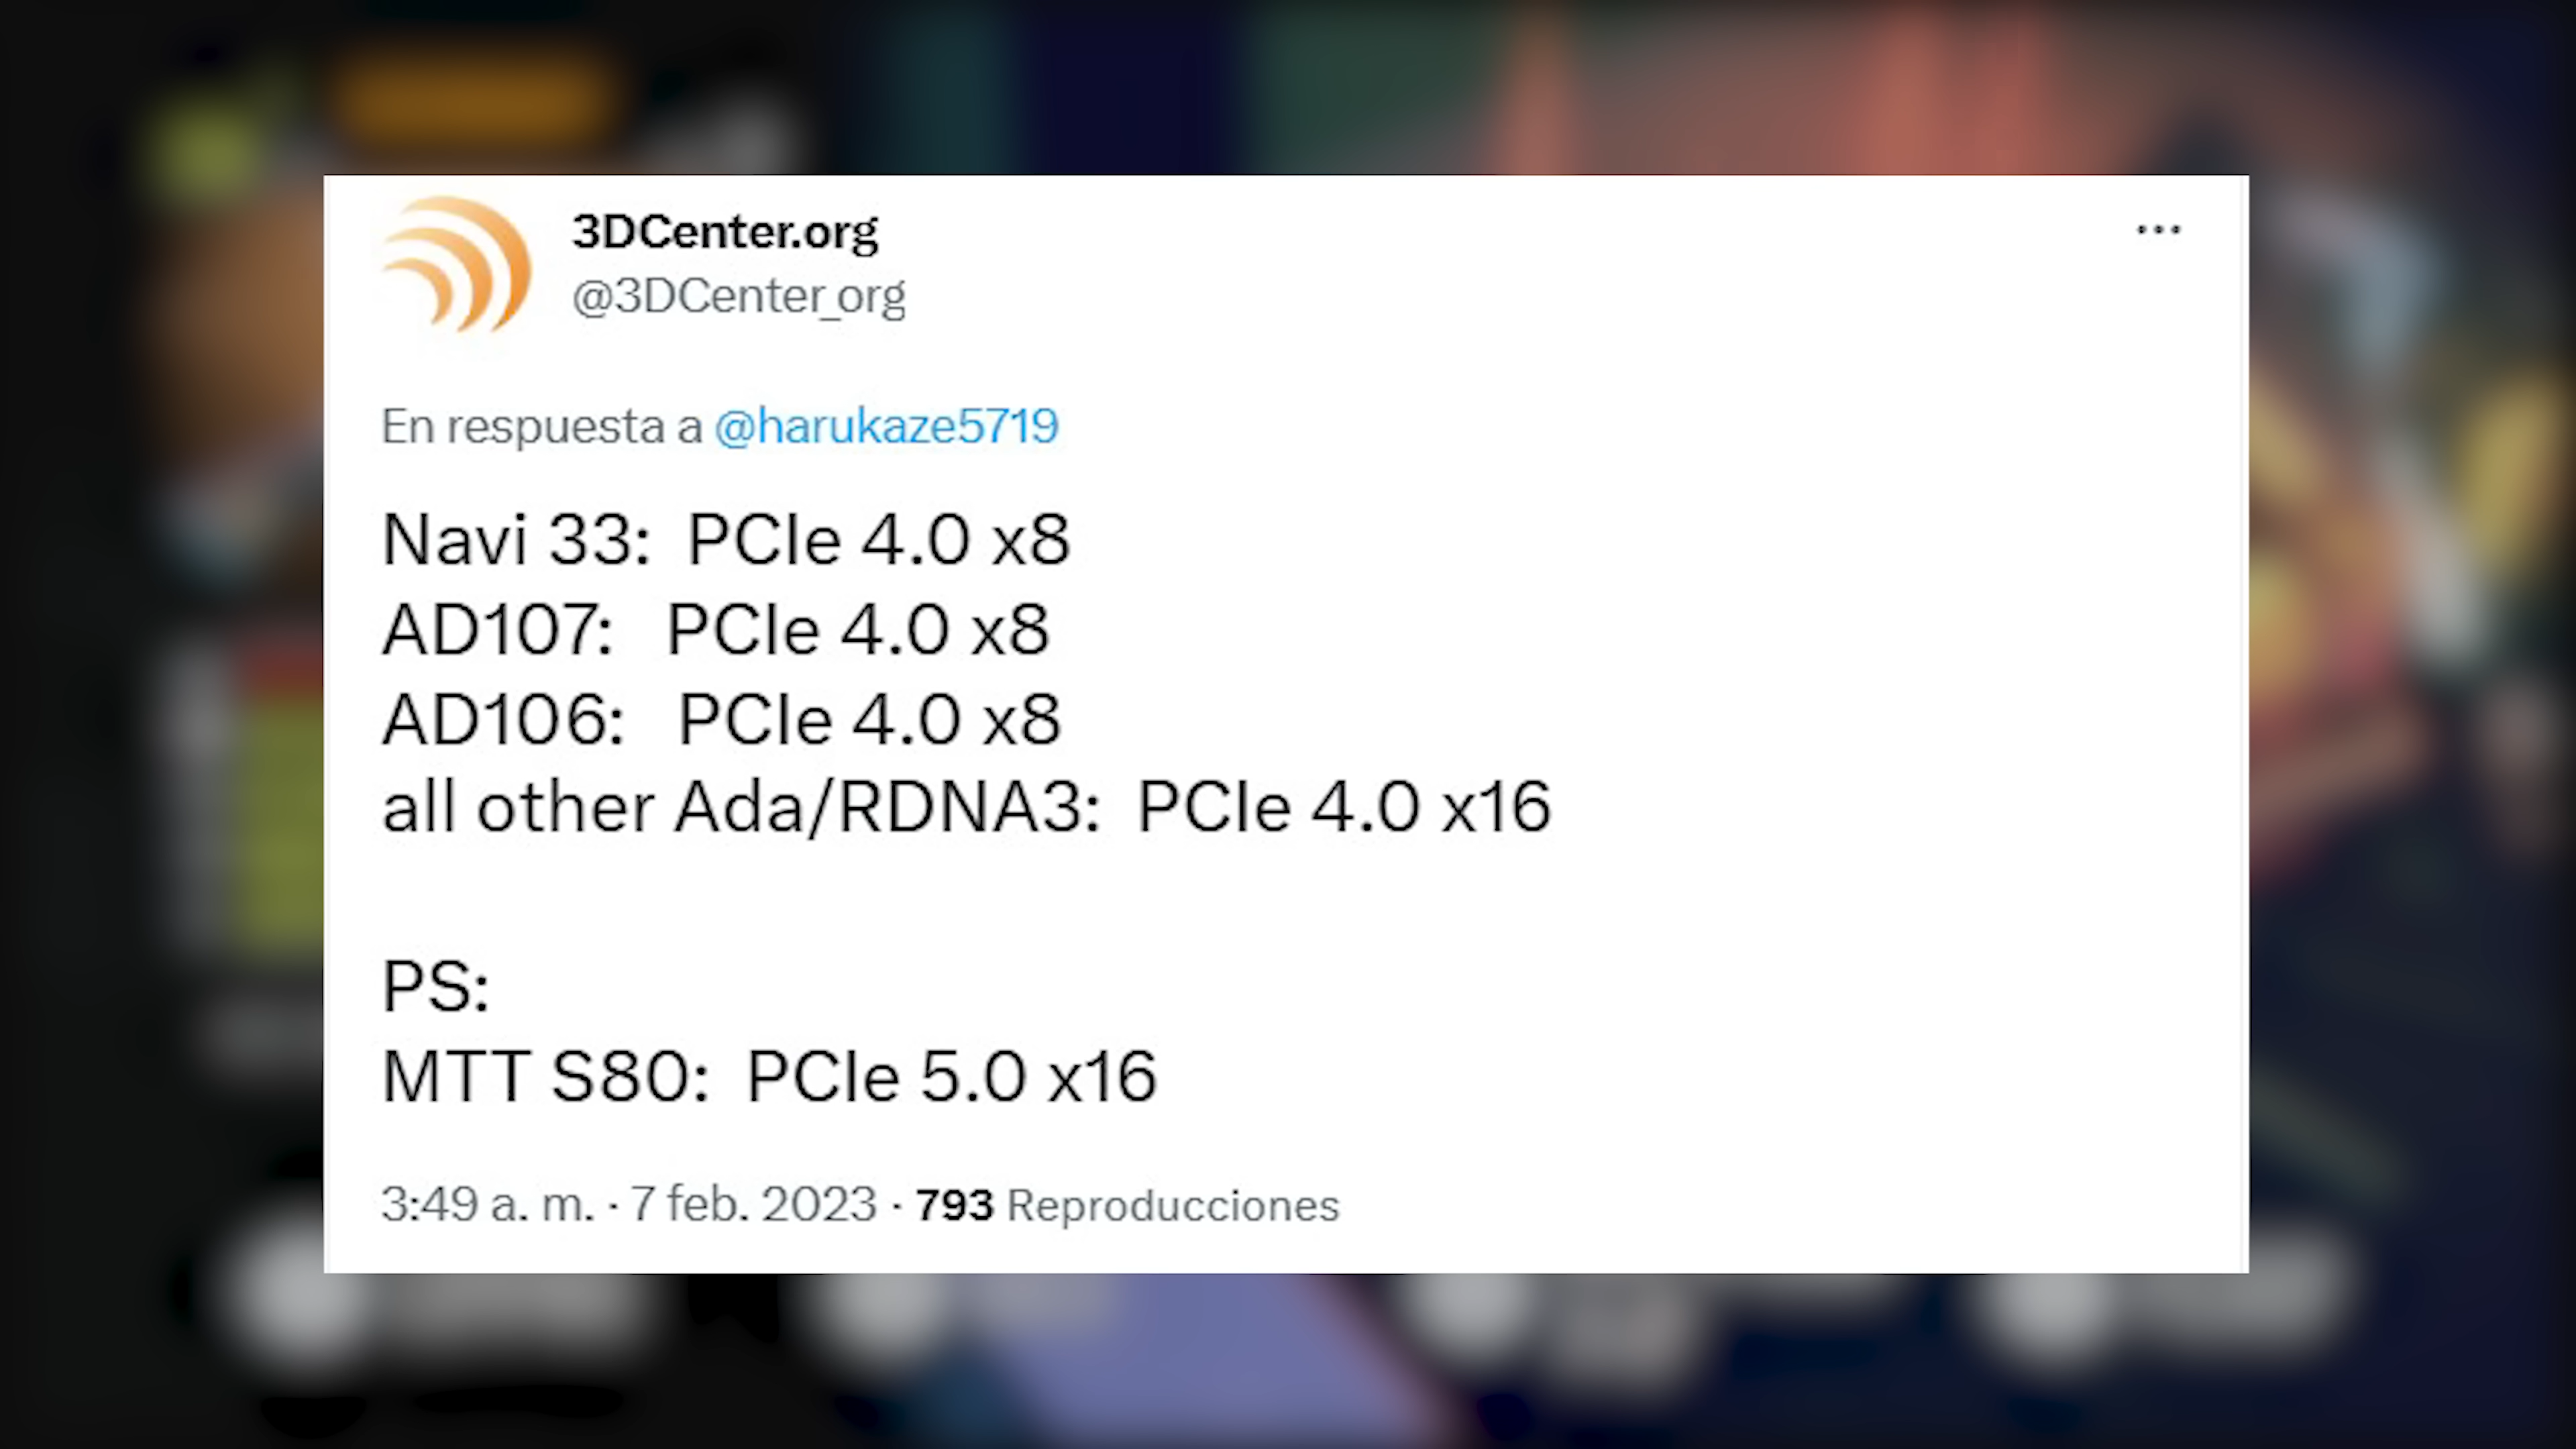 3DCenter.org
@3DCenter_org
En respuesta a @harukaze5719
Navi 33: PCIe 4.0 x8
AD107: PCIe 4.0 x8
AD106: PCIe 4.0 x8
all other Ada/RDNA3: PCIe 4.0 x16
PS:
MTT S80: PCIe 5.0 x16
3:49 a. m. · 7 feb. 2023 · 793 Reproducciones